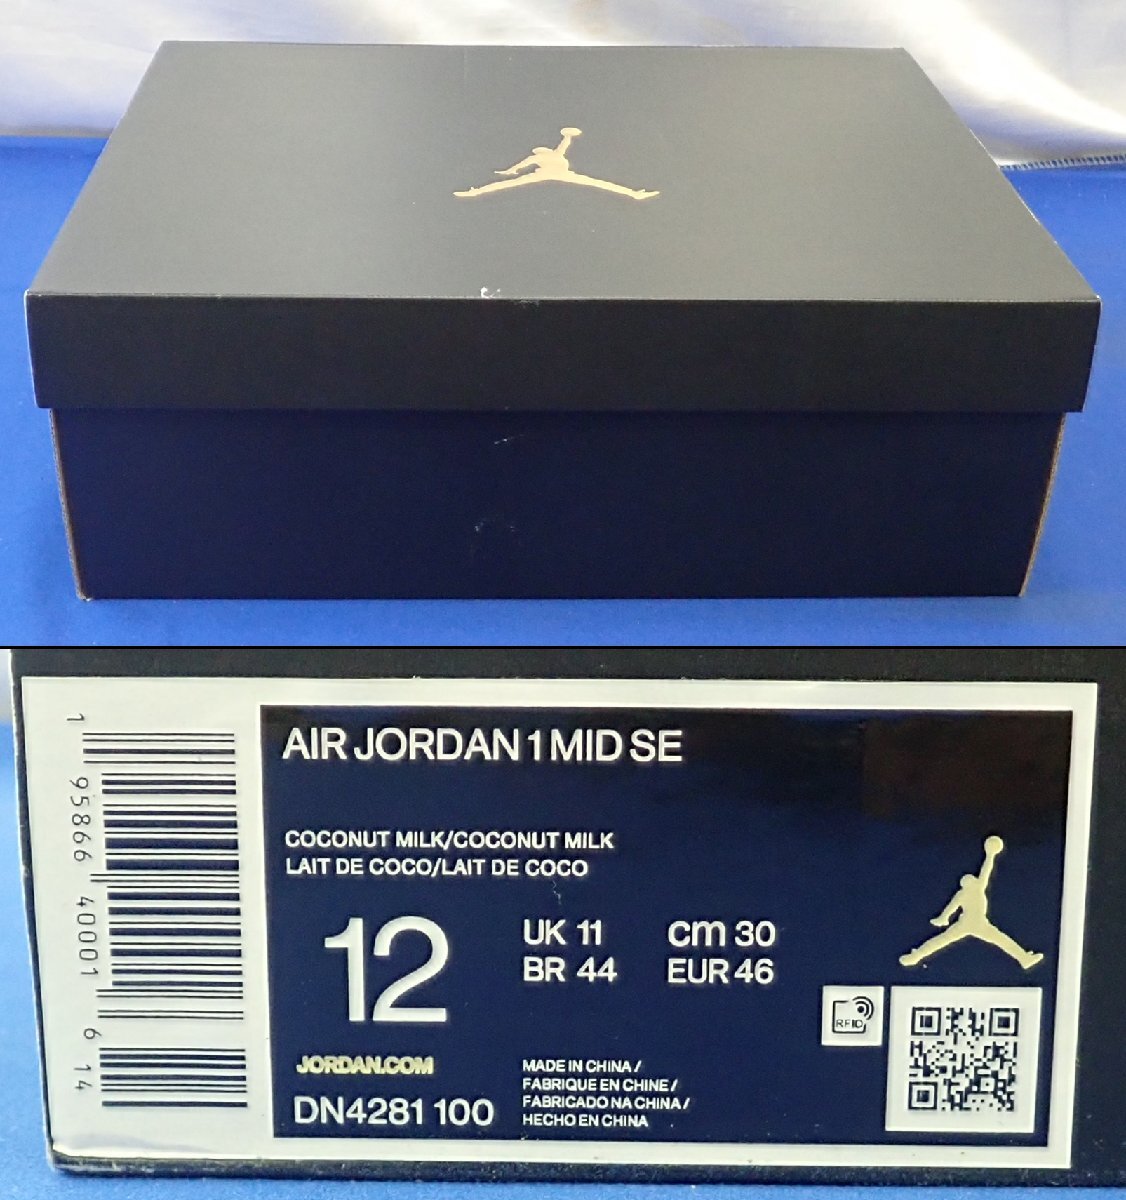 AIR JORDAN 1 MID SE
COCONUT MILK/COCONUT MILK
LAIT DE COCO/LAIT DE COCO
12
UK 11
cm 30
BR 44
EUR 46
RFID
JORDAN.COM
DN4281 100
MADE IN CHINA /
FABRIQUE EN CHINE /
FABRICADO NA CHINA /
HECHO EN CHINA
1 95866 40001 6 14